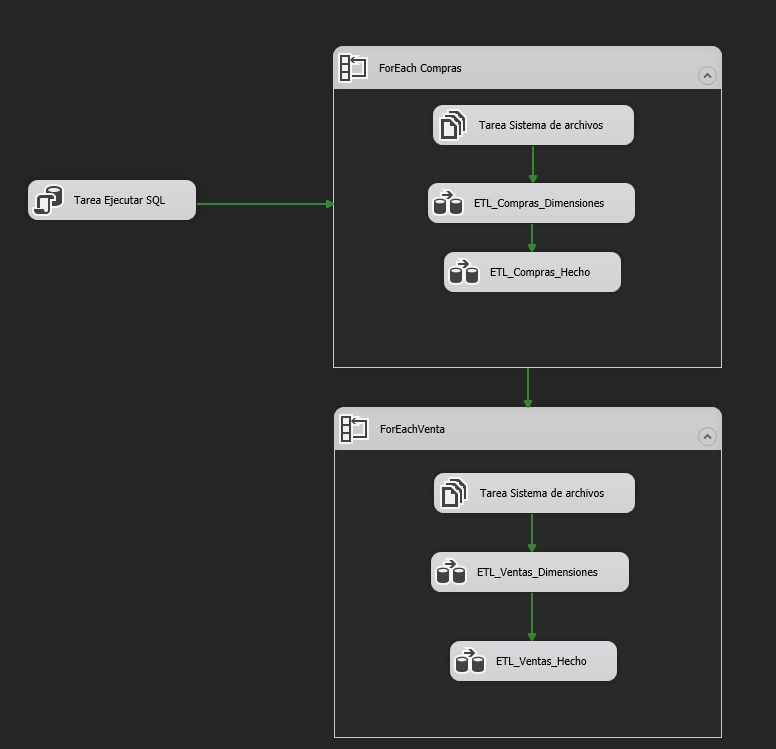 ForEach Compras
Tarea Sistema de archivos
Tarea Ejecutar SQL
ETL_Compras_Dimensiones
ETL_Compras_Hecho
ForEachVenta
Tarea Sistema de archivos
ETL_Ventas_Dimensiones
ETL_Ventas_Hecho